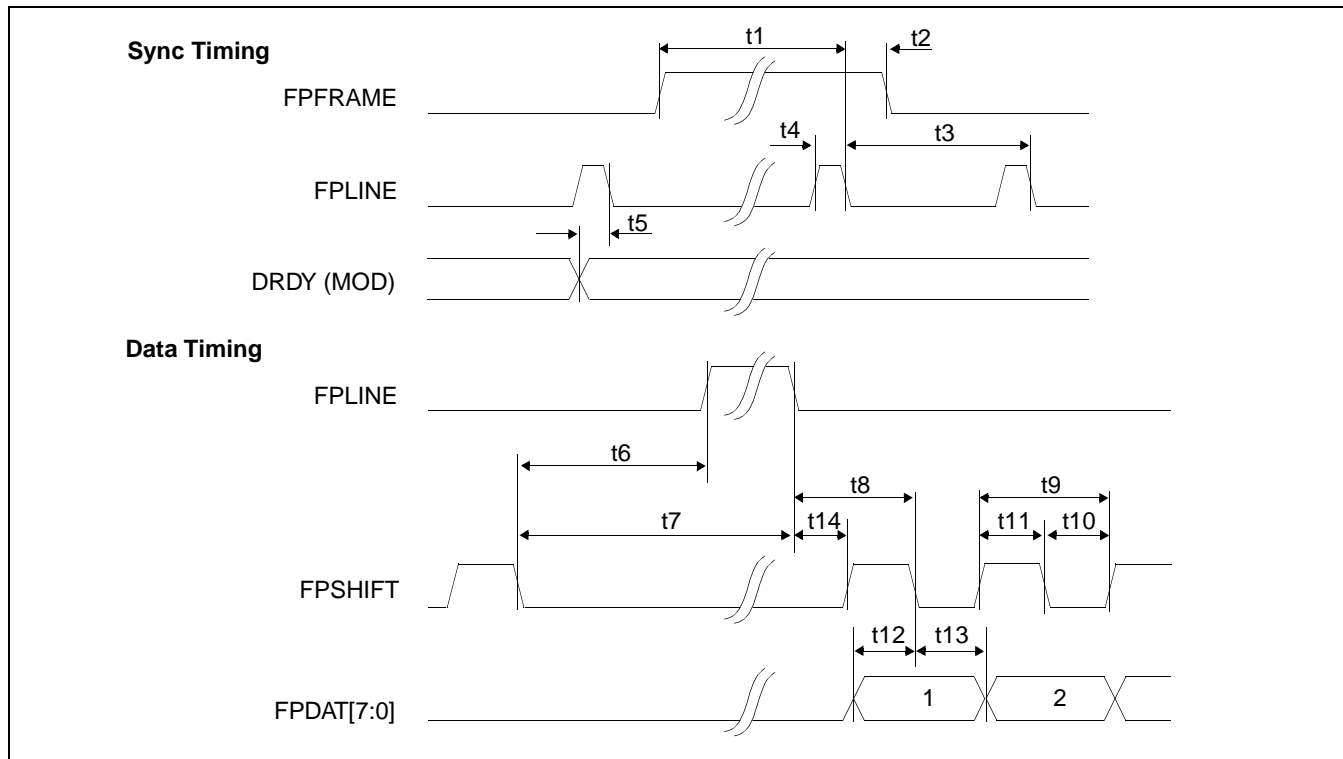 Sync Timing
t1
t2
FPFRAME
t4
t3
FPLINE
t5
DRDY (MOD)
Data Timing
FPLINE
t6
t8
t9
t7
t14
t11
t10
FPSHIFT
t12
t13
FPDAT[7:0]
1
2